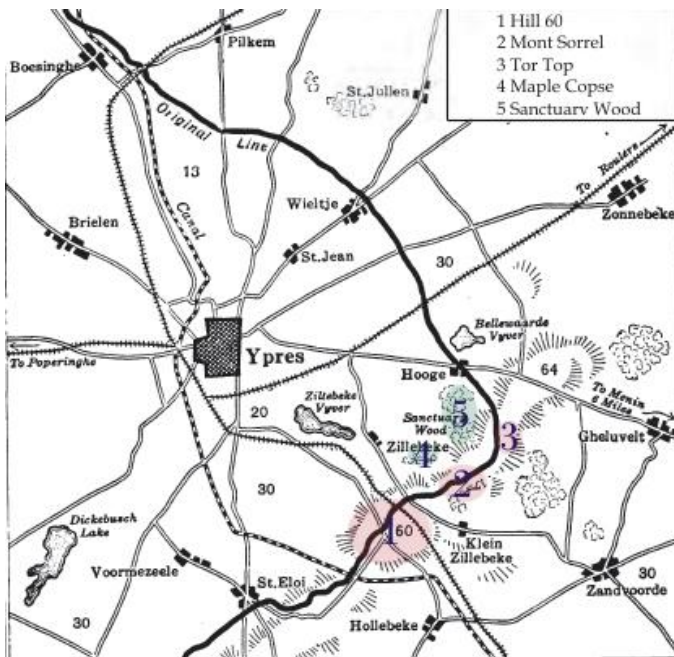 1 Hill 60
2 Mont Sorrel
3 Tor Top
4 Maple Copse
5 Sanctuary Wood
Pilkem
Boesinghe
St.Julien
Original Line
13
Canal
To Roulers
Wieltje
Zonnebeke
Brielen
St.Jean
30
Bellewaarde
Vyver
To Poperinghe
Ypres
Hooge
64
To Menin
6 Miles
20
Zillebeke
Vyver
5
Sanctuary
Wood
3
Gheluvelt
Zillebeke
4
2
30
1
60
Dickebusch
Lake
Klein
Zillebeke
Voormezeele
St.Eloi
30
Zandvoorde
30
Hollebeke